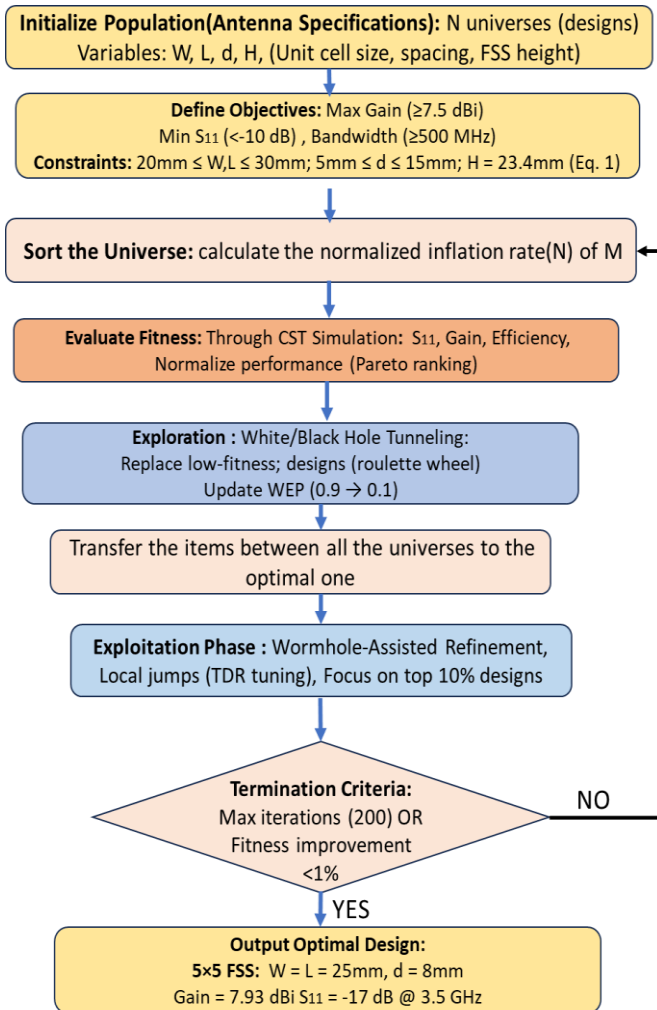 Initialize Population(Antenna Specifications): N universes (designs)
Variables: W, L, d, H, (Unit cell size, spacing, FSS height)
Define Objectives: Max Gain (≥7.5 dBi)
Min S₁₁ (<-10 dB) , Bandwidth (≥500 MHz)
Constraints: 20mm ≤ W,L ≤ 30mm; 5mm ≤ d ≤ 15mm; H = 23.4mm (Eq. 1)
Sort the Universe: calculate the normalized inflation rate(N) of M
Evaluate Fitness: Through CST Simulation: S₁₁, Gain, Efficiency,
Normalize performance (Pareto ranking)
Exploration : White/Black Hole Tunneling:
Replace low-fitness; designs (roulette wheel)
Update WEP (0.9 → 0.1)
Transfer the items between all the universes to the
optimal one
Exploitation Phase : Wormhole-Assisted Refinement,
Local jumps (TDR tuning), Focus on top 10% designs
Termination Criteria:
Max iterations (200) OR
Fitness improvement
<1%
NO
YES
Output Optimal Design:
5×5 FSS: W = L = 25mm, d = 8mm
Gain = 7.93 dBi S₁₁ = -17 dB @ 3.5 GHz